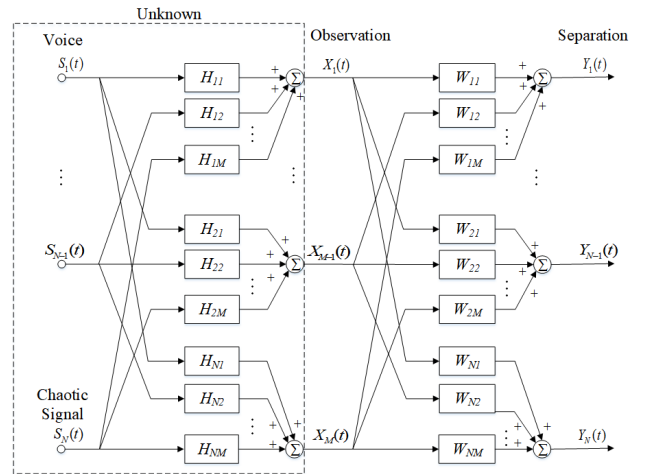 Unknown
Voice
Observation
Separation
S1(t)
H11
+
+
+
Σ
X1(t)
W11
+
+
+
Σ
Y1(t)
H12
⋮
W12
⋮
H1M
W1M
⋮
⋮
⋮
H21
+
W21
+
SN-1(t)
H22
+
+
Σ
XM-1(t)
W22
+
+
Σ
YN-1(t)
H2M
⋮
W2M
⋮
HN1
WN1
Chaotic
Signal
HN2
⋮
+
+
WN2
⋮
+
+
SN(t)
HNM
+
Σ
XM(t)
WNM
+
Σ
YN(t)